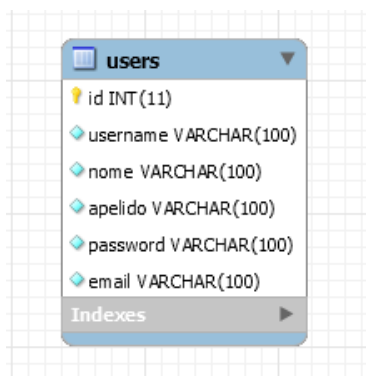 users
id INT(11)
username VARCHAR(100)
nome VARCHAR(100)
apelido VARCHAR(100)
password VARCHAR(100)
email VARCHAR(100)
Indexes